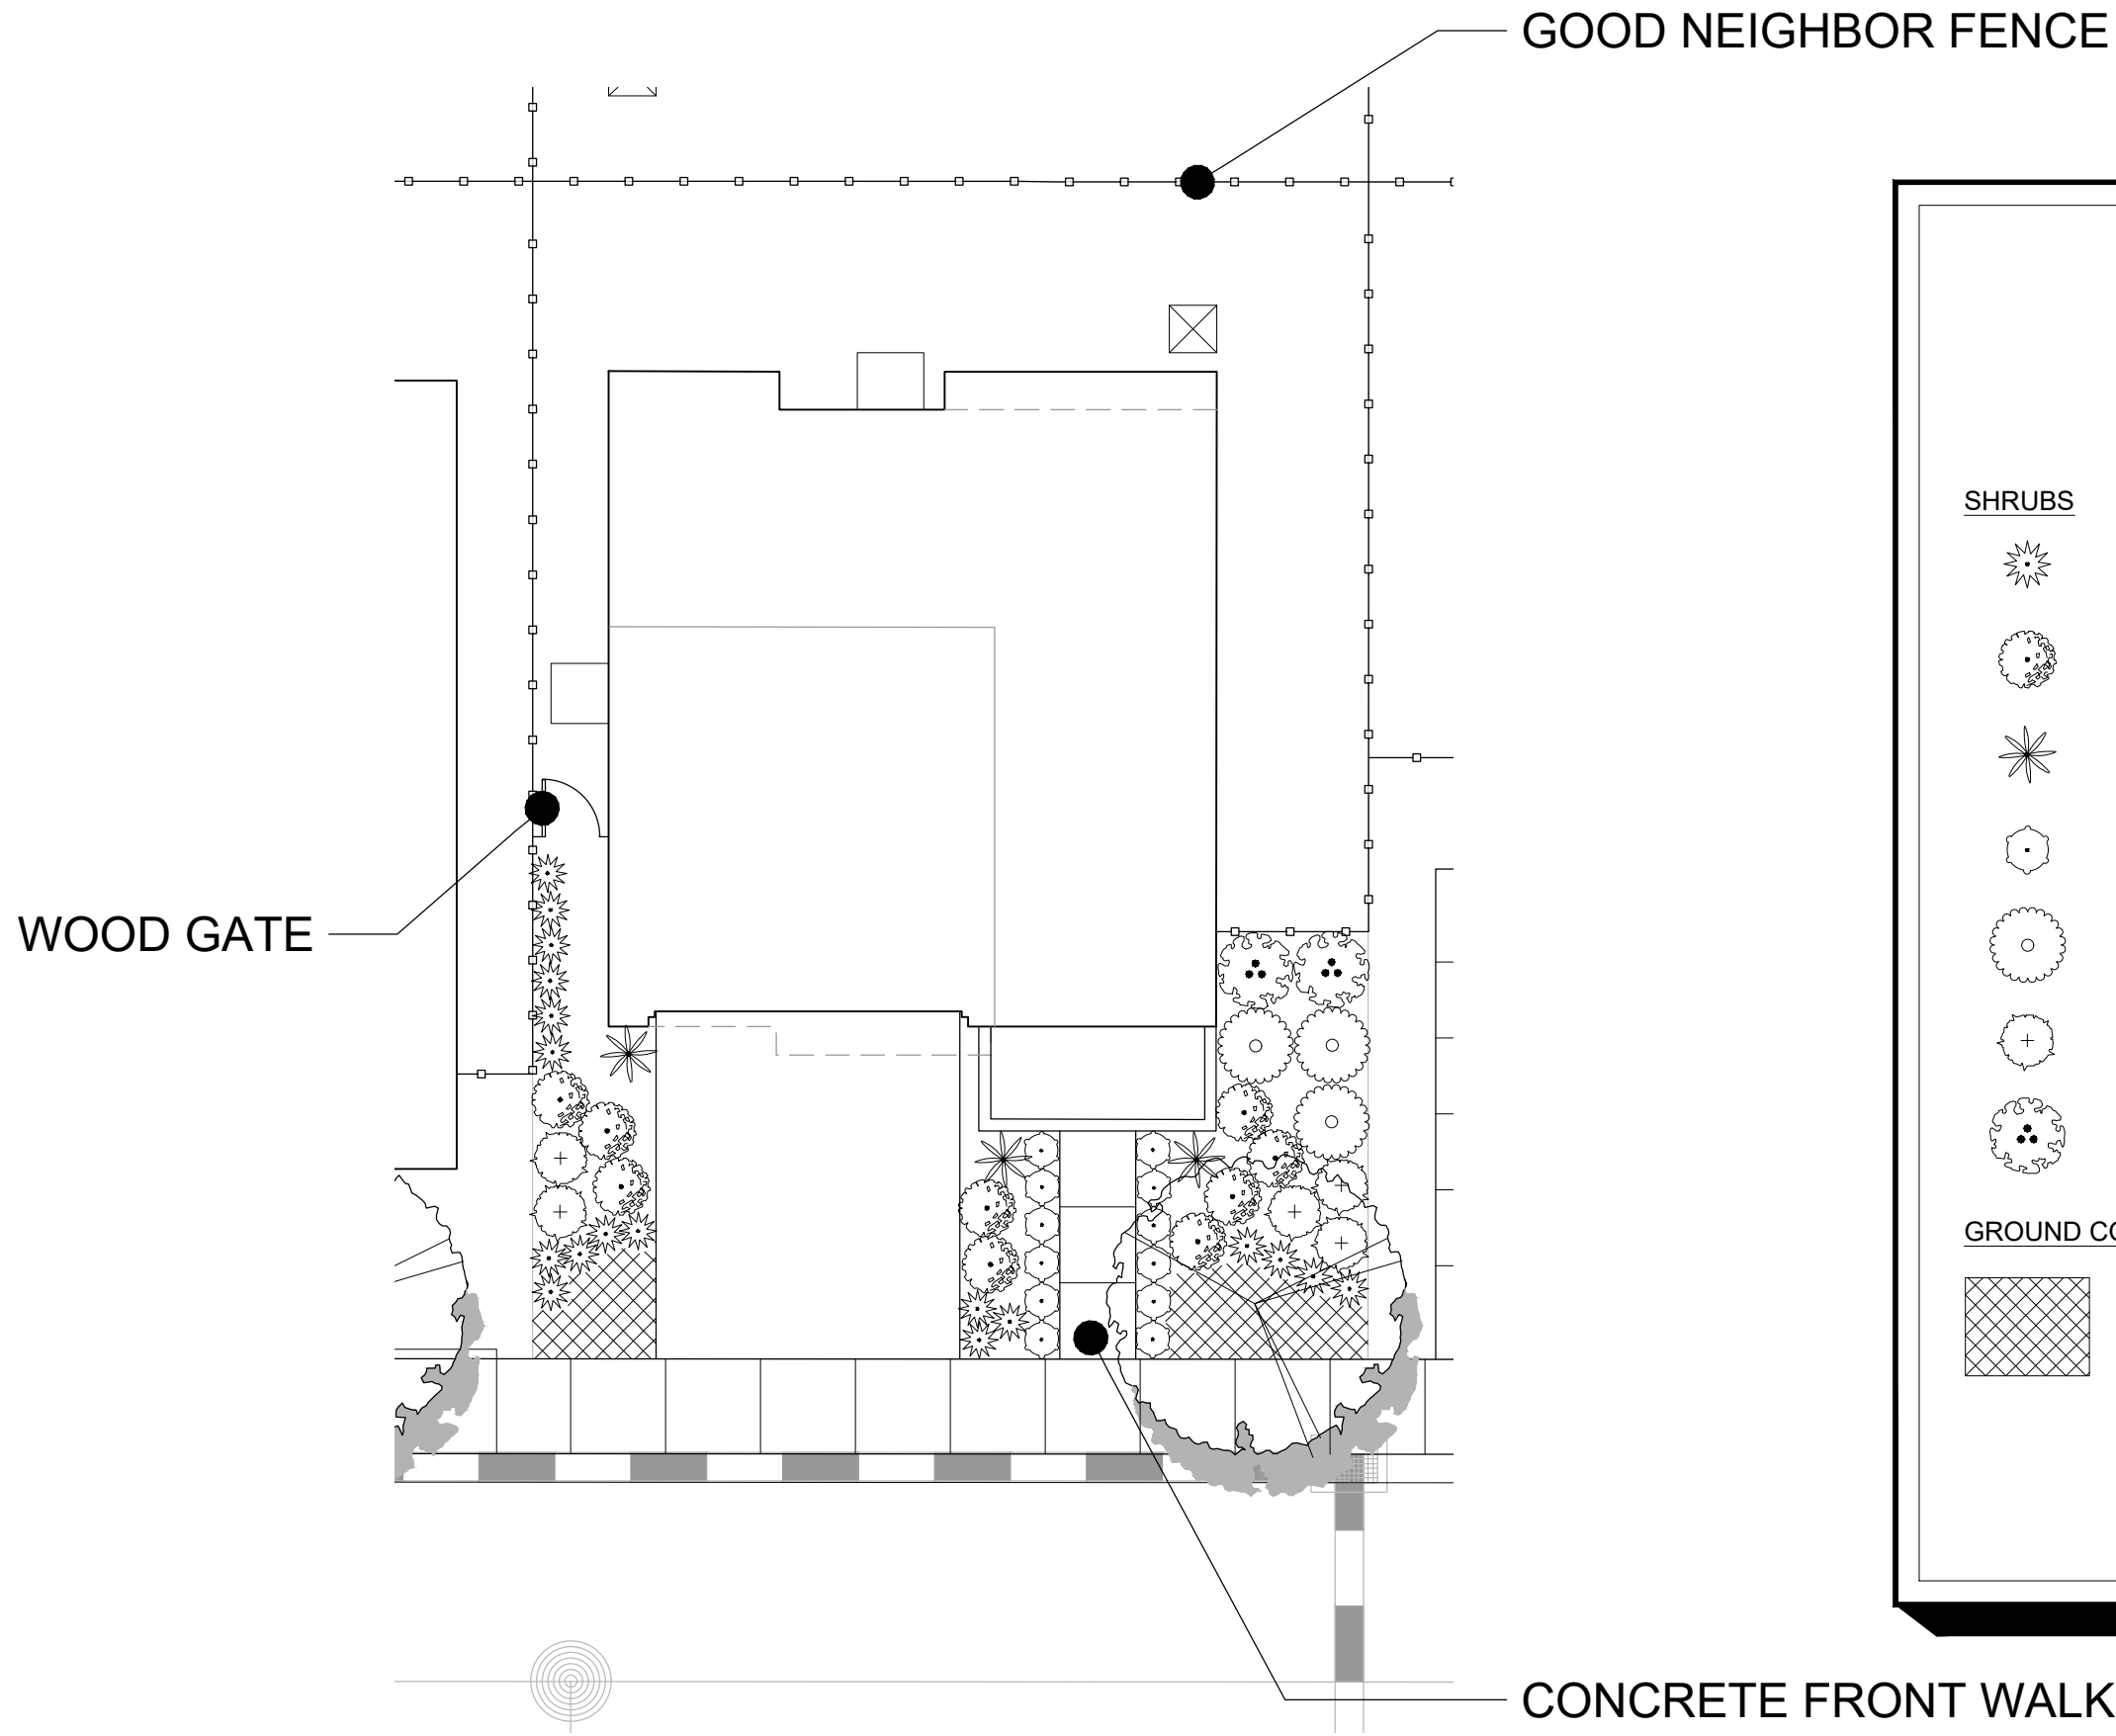 GOOD NEIGHBOR FENCE
SHRUBS
WOOD GATE
GROUND CO
CONCRETE FRONT WALK